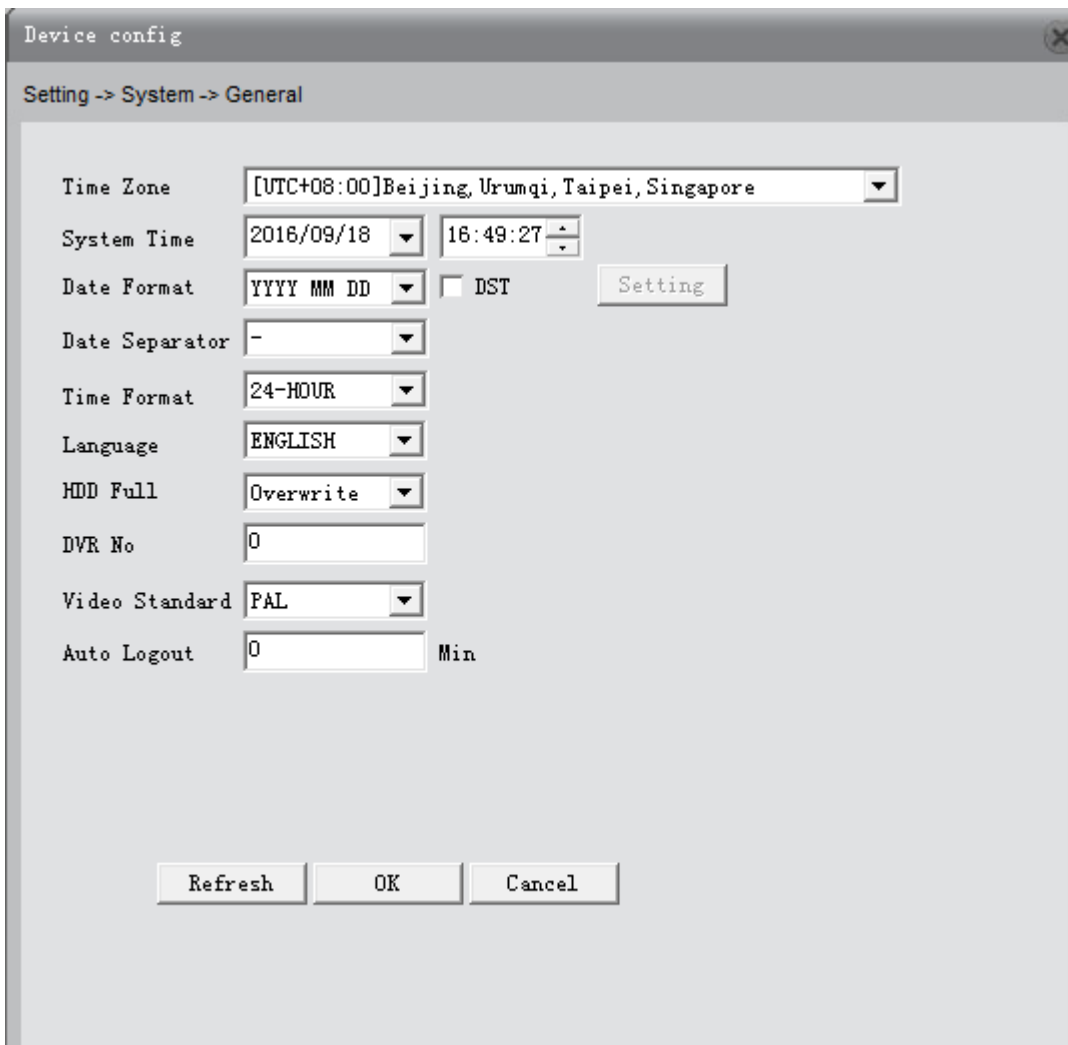 Device config
Setting -> System -> General
Time Zone [UTC+08:00]Beijing,Urumqi,Taipei,Singapore
System Time 2016/09/18 16:49:27
Date Format YYYY MM DD DST Setting
Date Separator -
Time Format 24-HOUR
Language ENGLISH
HDD Full Overwrite
DVR No 0
Video Standard PAL
Auto Logout 0 Min
Refresh OK Cancel